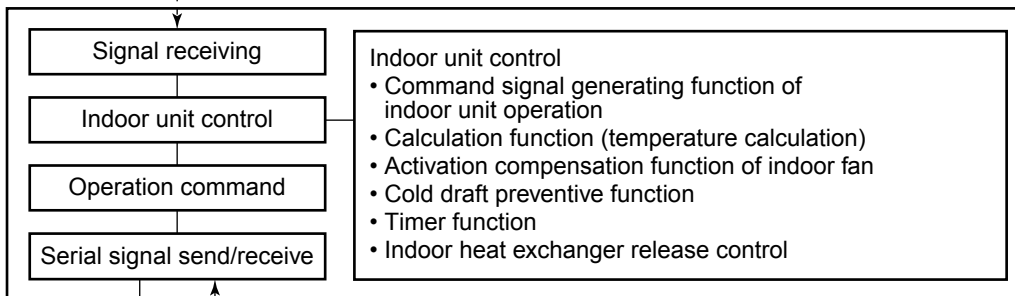 Signal receiving
Indoor unit control
Operation command
Serial signal send/receive
Indoor unit control
• Command signal generating function of
indoor unit operation
• Calculation function (temperature calculation)
• Activation compensation function of indoor fan
• Cold draft preventive function
• Timer function
• Indoor heat exchanger release control